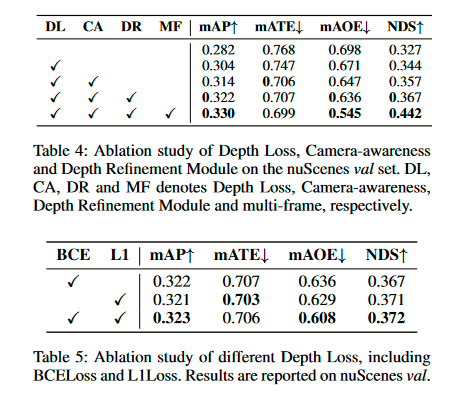 DL CA DR MF mAP↑ mATE↓ mAOE↓ NDS↑
0.282 0.768 0.698 0.327
✓ 0.304 0.747 0.671 0.344
✓ ✓ 0.314 0.706 0.647 0.357
✓ ✓ ✓ 0.322 0.707 0.636 0.367
✓ ✓ ✓ ✓ 0.330 0.699 0.545 0.442
Table 4: Ablation study of Depth Loss, Camera-awareness
and Depth Refinement Module on the nuScenes val set. DL,
CA, DR and MF denotes Depth Loss, Camera-awareness,
Depth Refinement Module and multi-frame, respectively.
BCE L1 mAP↑ mATE↓ mAOE↓ NDS↑
✓ 0.322 0.707 0.636 0.367
✓ 0.321 0.703 0.629 0.371
✓ ✓ 0.323 0.706 0.608 0.372
Table 5: Ablation study of different Depth Loss, including
BCELoss and L1Loss. Results are reported on nuScenes val.